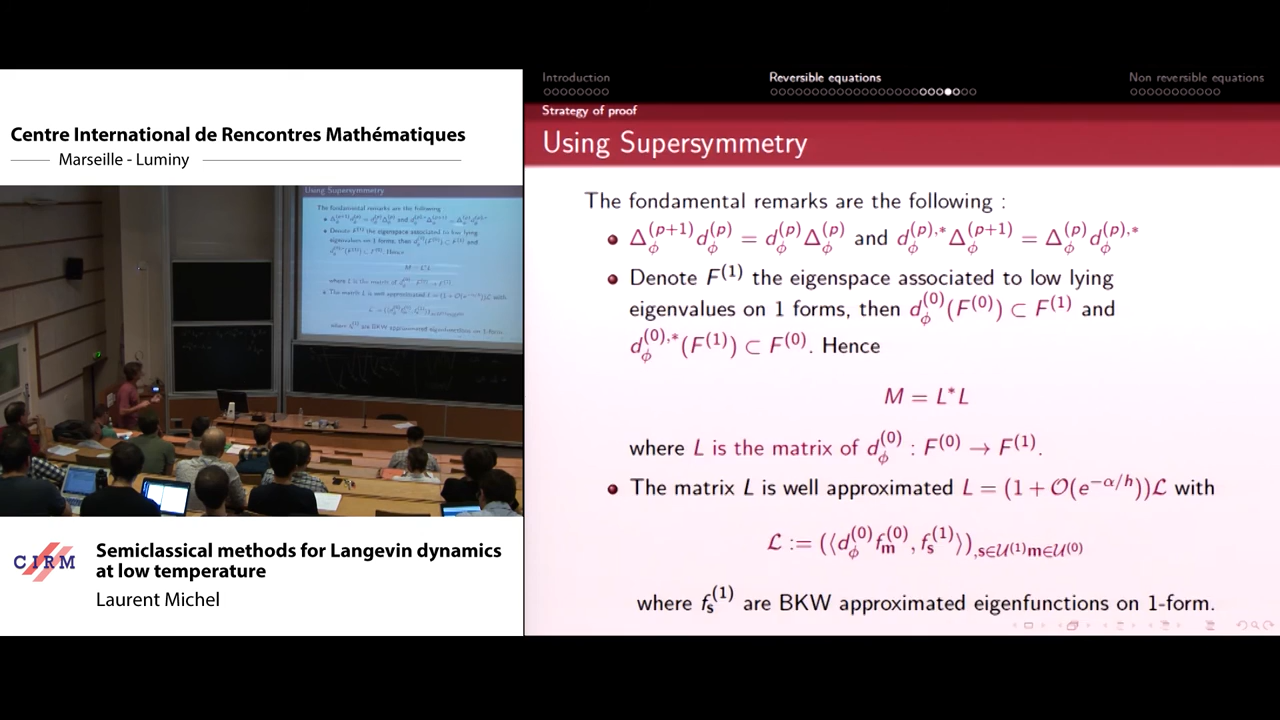 Centre International de Rencontres Mathématiques
Marseille - Luminy
CIRM
Semiclassical methods for Langevin dynamics
at low temperature
Laurent Michel
Introduction
Reversible equations
Non reversible equations
Strategy of proof
Using Supersymmetry
The fundamental remarks are the following :
• Δ_ϕ^{(p+1)} d_ϕ^{(p)} = d_ϕ^{(p)} Δ_ϕ^{(p)} and d_ϕ^{(p),*} Δ_ϕ^{(p+1)} = Δ_ϕ^{(p)} d_ϕ^{(p),*}
• Denote F^{(1)} the eigenspace associated to low lying
eigenvalues on 1 forms, then d_ϕ^{(0)}(F^{(0)}) ⊂ F^{(1)} and
d_ϕ^{(0),*}(F^{(1)}) ⊂ F^{(0)}. Hence
M = L*L
where L is the matrix of d_ϕ^{(0)} : F^{(0)} → F^{(1)}.
• The matrix L is well approximated L = (1 + O(e^{−α/h}))ℒ with
ℒ := (⟨d_ϕ^{(0)} f_m^{(0)}, f_s^{(1)}⟩)_{,s∈𝒰^{(1)}m∈𝒰^{(0)}}
where f_s^{(1)} are BKW approximated eigenfunctions on 1-form.